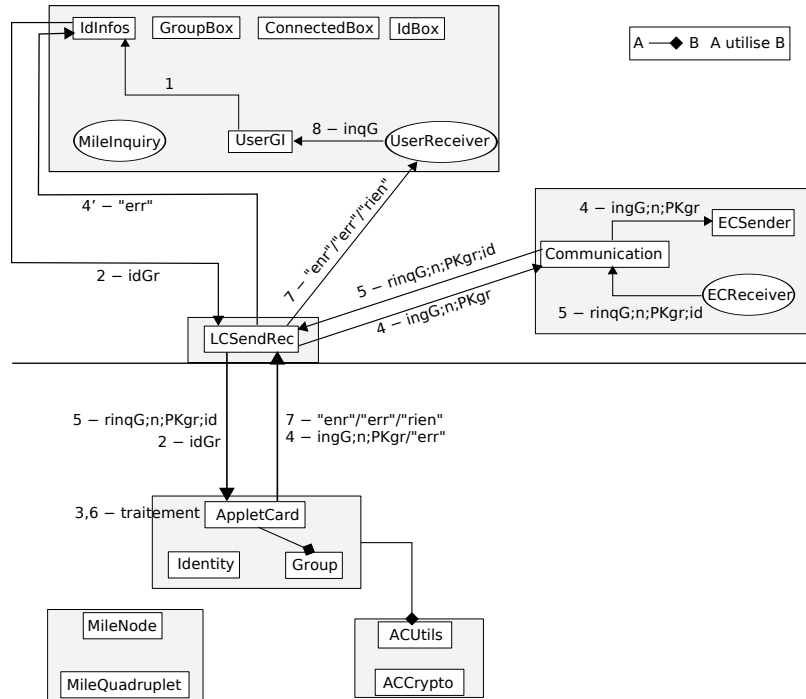 IdInfos
GroupBox
ConnectedBox
IdBox
A B A utilise B
1
MileInquiry
UserGI
8 − inqG
UserReceiver
4’ − "err"
7 − "enr"/"err"/"rien"
4 − ingG;n;PKgr
ECSender
Communication
2 − idGr
5 − rinqG;n;PKgr;id
4 − ingG;n;PKgr
ECReceiver
5 − rinqG;n;PKgr;id
LCSendRec
5 − rinqG;n;PKgr;id
2 − idGr
7 − "enr"/"err"/"rien"
4 − ingG;n;PKgr/"err"
3,6 − traitement
AppletCard
Identity
Group
MileNode
MileQuadruplet
ACUtils
ACCrypto